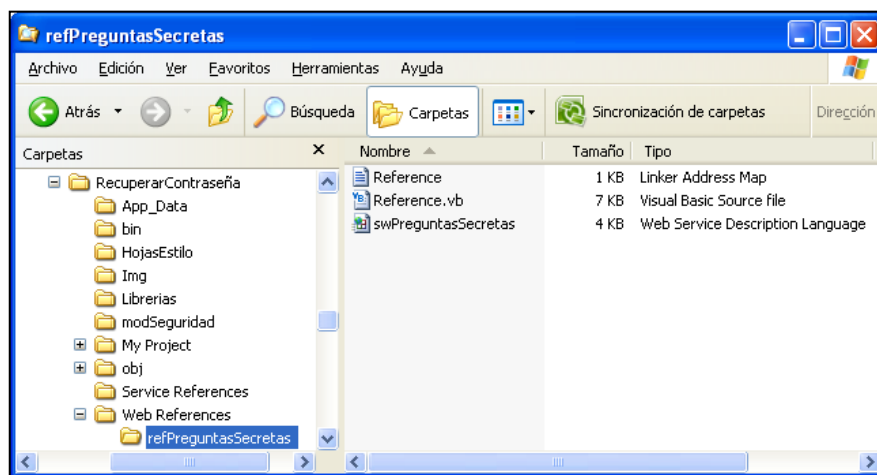 refPreguntasSecretas
Archivo Edición Ver Favoritos Herramientas Ayuda
Atrás Búsqueda Carpetas Sincronización de carpetas Dirección
Carpetas x Nombre Tamaño Tipo
RecuperarContraseña
App_Data
bin
HojasEstilo
Img
Librerias
modSeguridad
My Project
obj
Service References
Web References
refPreguntasSecretas
Reference 1 KB Linker Address Map
Reference.vb 7 KB Visual Basic Source file
swPreguntasSecretas 4 KB Web Service Description Language